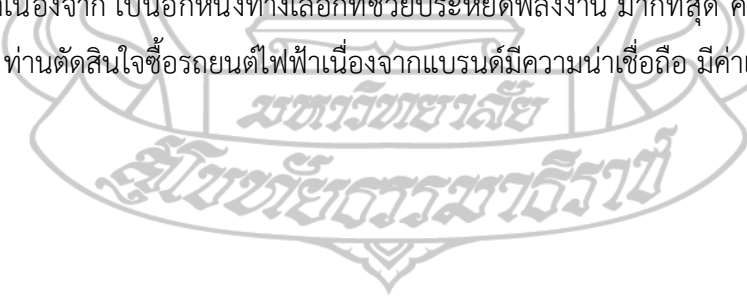 เนื่องจาก เป็นอีกหนึ่งทางเลือกที่ช่วยประหยัดพลังงาน มากที่สุด
ท่านตัดสินใจซื้อรถยนต์ไฟฟ้าเนื่องจากแบรนด์มีความน่าเชื่อถือ
มหาวิทยาลัย
สุโขทัยธรรมาธิราช